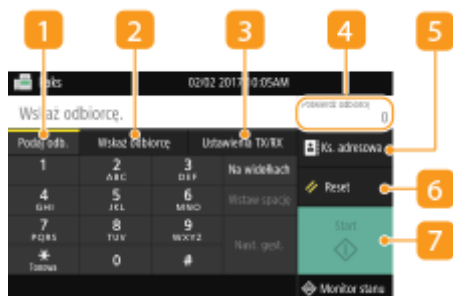 1 2 3 4 5
Faks 02/02 2017 10:05AM
Wskaż odbiorcę.
Potwierdź odbiorcę
0
Podaj odb. Wskaż odbiorcę Ustawienia TX/RX
Ks. adresowa
1 2 ABC 3 DEF Na widełkach
Reset 6
4 GHI 5 JKL 6 MNO Wstaw spację
7 PQRS 8 TUV 9 WXYZ Nast. gest.
Start 7
* Tonowa 0 #
Monitor stanu